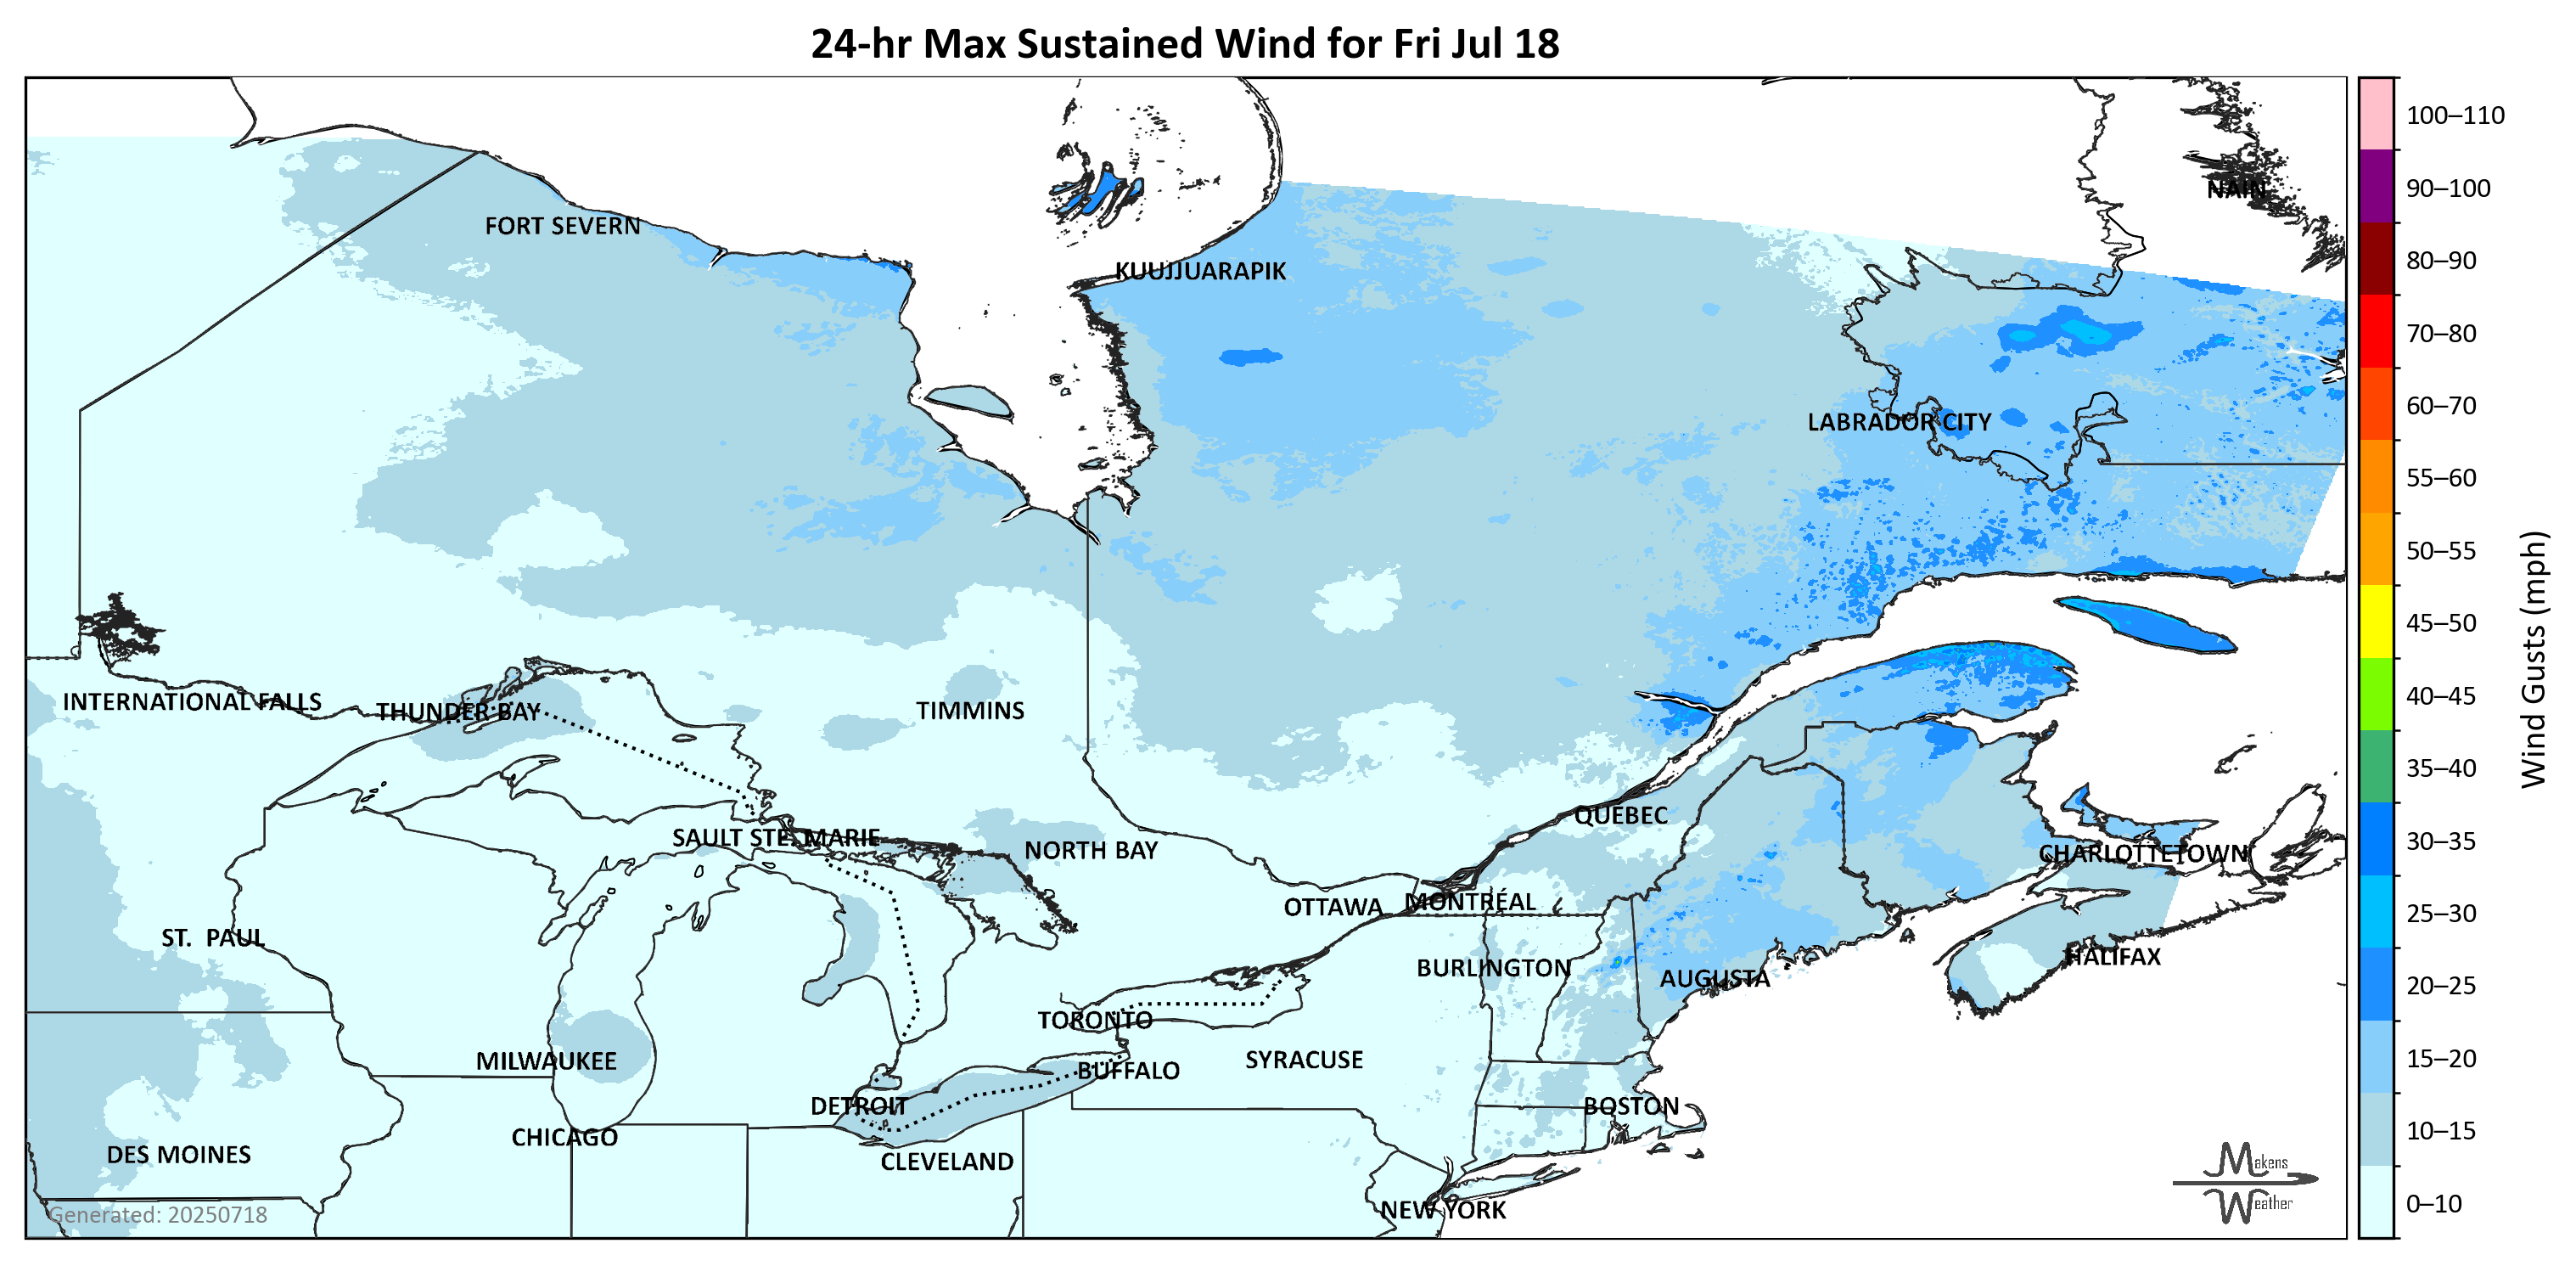 24-hr Max Sustained Wind for Fri Jul 18
NAIN
FORT SEVERN
KUUJJUARAPIK
LABRADOR CITY
INTERNATIONAL FALLS
THUNDER BAY
TIMMINS
QUÉBEC
SAULT STE. MARIE
NORTH BAY
CHARLOTTETOWN
OTTAWA
MONTRÉAL
ST. PAUL
BURLINGTON
HALIFAX
AUGUSTA
TORONTO
MILWAUKEE
SYRACUSE
BUFFALO
DETROIT
BOSTON
CHICAGO
DES MOINES
CLEVELAND
NEW YORK
Generated: 20250718
Makens
Weather
100–110
90–100
80–90
70–80
60–70
55–60
50–55
45–50
40–45
35–40
30–35
25–30
20–25
15–20
10–15
0–10
Wind Gusts (mph)